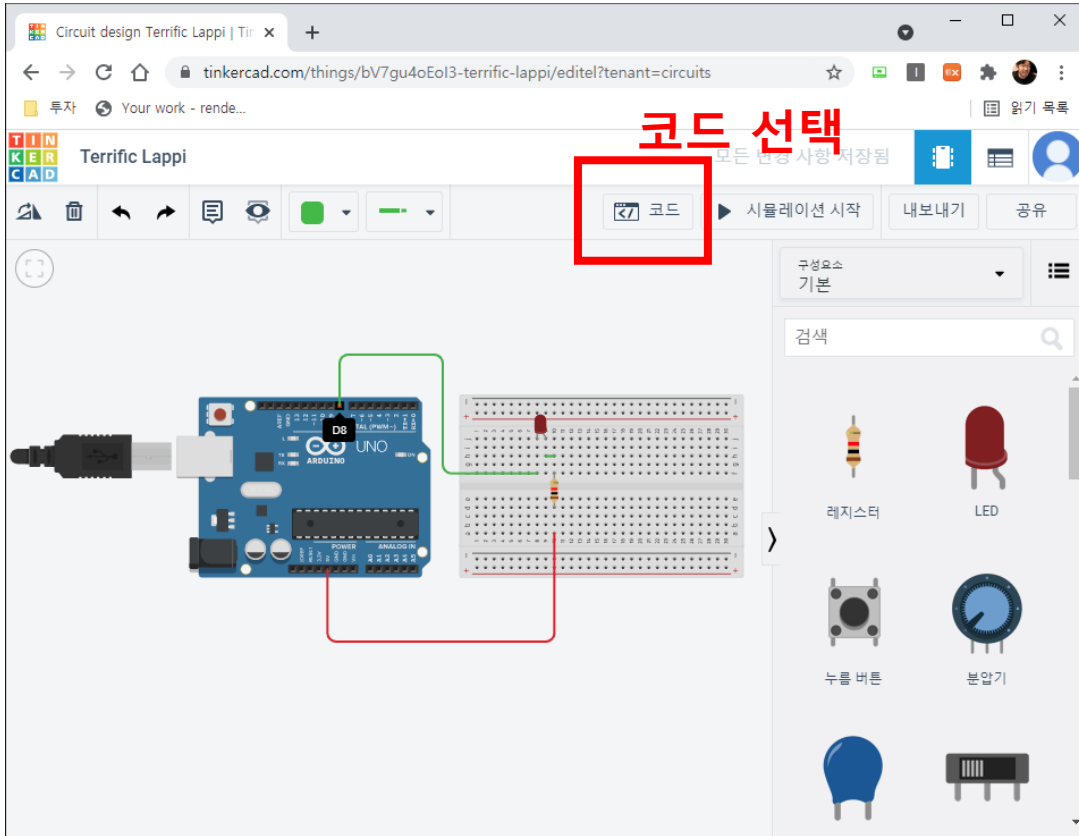 Circuit design Terrific Lappi | Tir
tinkercad.com/things/bV7gu4oEoI3-terrific-lappi/editel?tenant=circuits
투자
Your work - rende...
읽기 목록
코드 선택
TIN
KER
CAD
Terrific Lappi
모든 변경 사항 저장됨
코드
시뮬레이션 시작
내보내기
공유
구성요소
기본
검색
D8
UNO
ARDUINO
POWER
ANALOG IN
레지스터
LED
누름 버튼
분압기